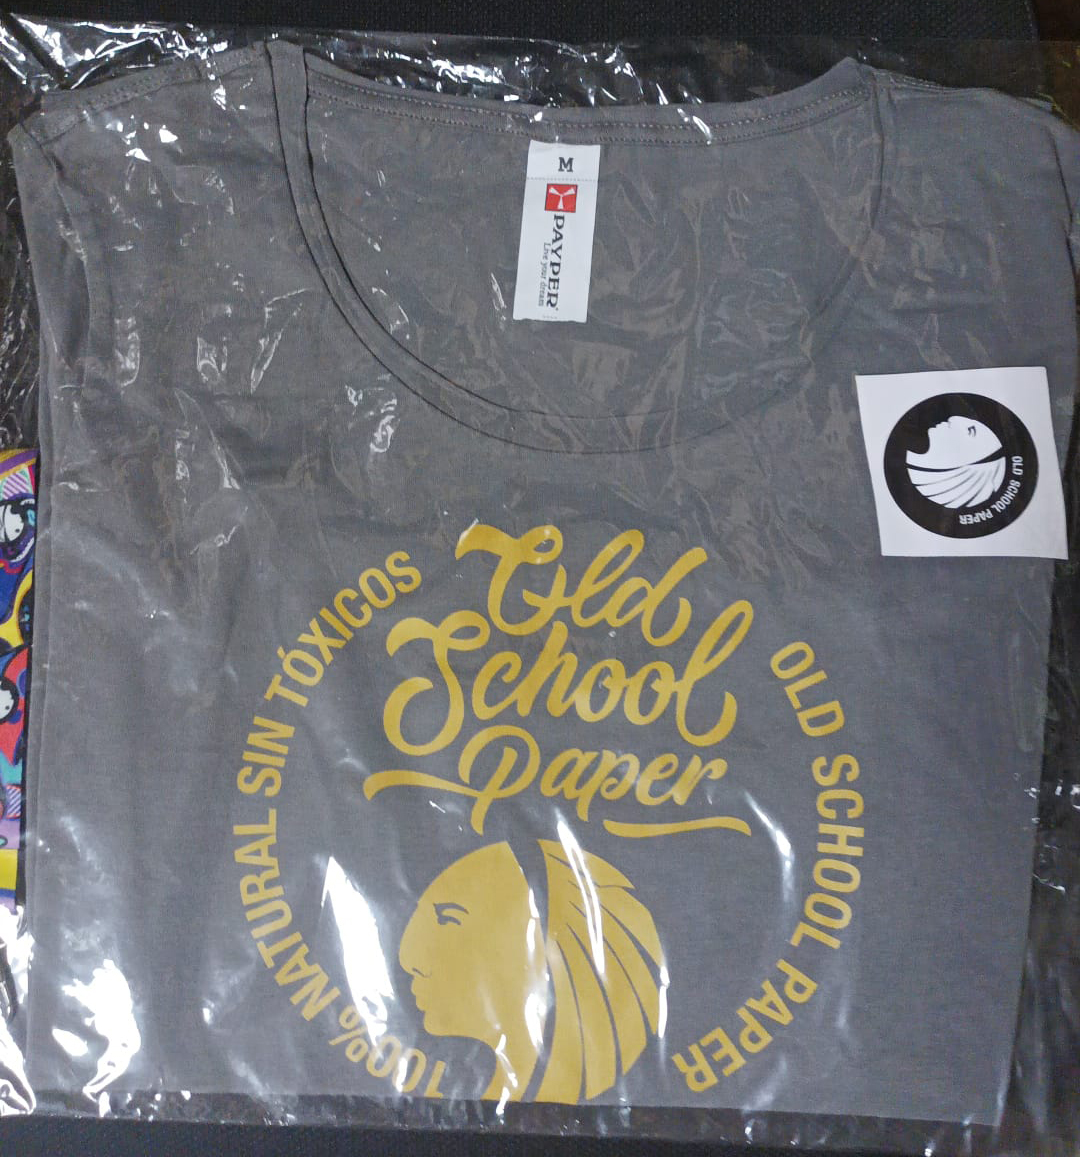 M
PAYPER
Live your dream
OLD SCHOOL PAPER
Old
School
Paper
100% NATURAL SIN TÓXICOS
OLD SCHOOL PAPER